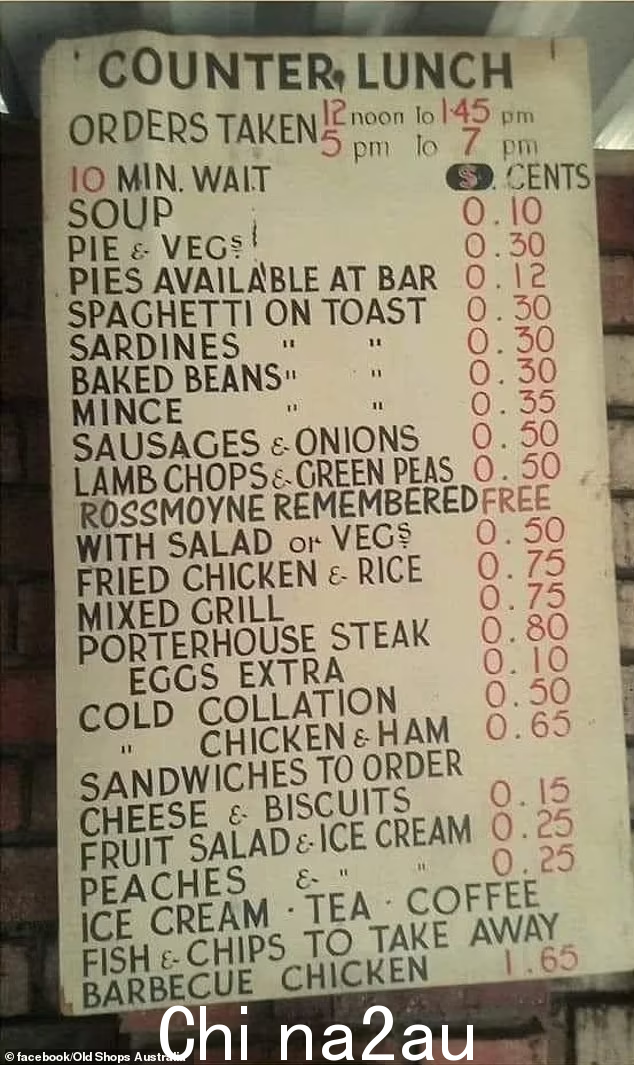 COUNTER LUNCH
ORDERS TAKEN 12 noon to 1·45 pm
5 pm to 7 pm
10 MIN. WAIT $. CENTS
SOUP 0.10
PIE & VEGS 0.30
PIES AVAILABLE AT BAR 0.12
SPAGHETTI ON TOAST 0.30
SARDINES " " 0.30
BAKED BEANS " " 0.30
MINCE " " 0.35
SAUSAGES & ONIONS 0.50
LAMB CHOPS & GREEN PEAS 0.50
ROSSMOYNE REMEMBERED FREE
WITH SALAD or VEGS 0.50
FRIED CHICKEN & RICE 0.75
MIXED GRILL 0.75
PORTERHOUSE STEAK 0.80
EGGS EXTRA 0.10
COLD COLLATION 0.50
" CHICKEN & HAM 0.65
SANDWICHES TO ORDER
CHEESE & BISCUITS 0.15
FRUIT SALAD & ICE CREAM 0.25
PEACHES & " " 0.25
ICE CREAM · TEA · COFFEE
FISH & CHIPS TO TAKE AWAY
BARBECUE CHICKEN 1.65
China2au
© facebook/Old Shops Australia